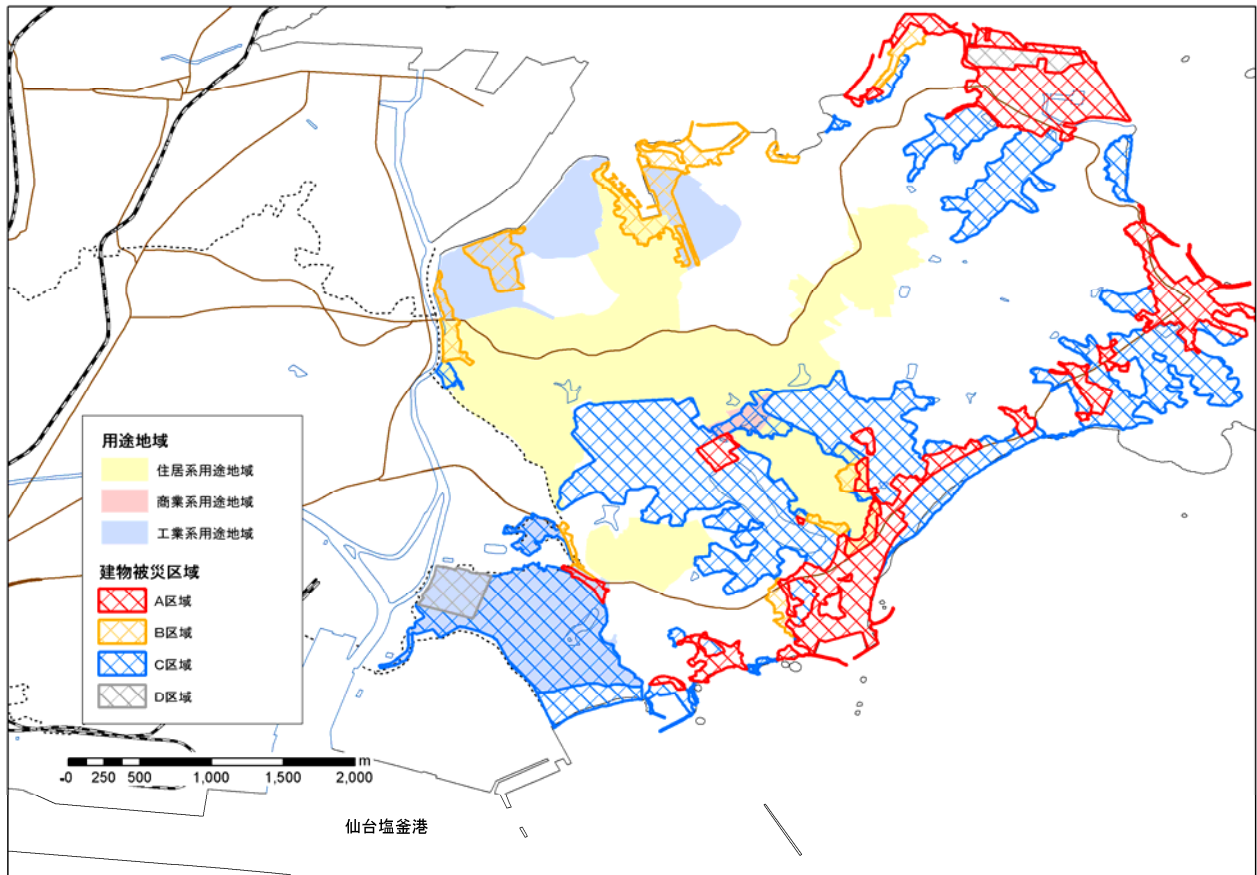 用途地域
住居系用途地域
商業系用途地域
工業系用途地域
建物被災区域
A区域
B区域
C区域
D区域
m
0 250 500 1,000 1,500 2,000
仙台塩釜港